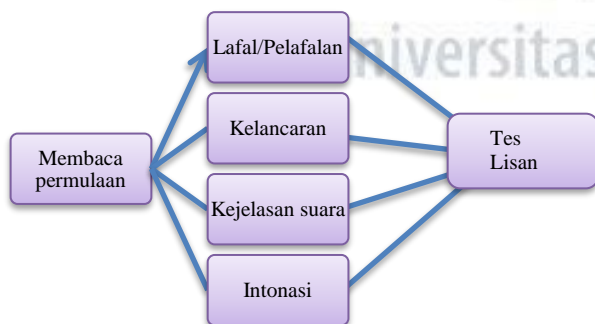 Lafal/Pelafalan
niversitas
Kelancaran
Membaca
permulaan
Tes
Lisan
Kejelasan suara
Intonasi